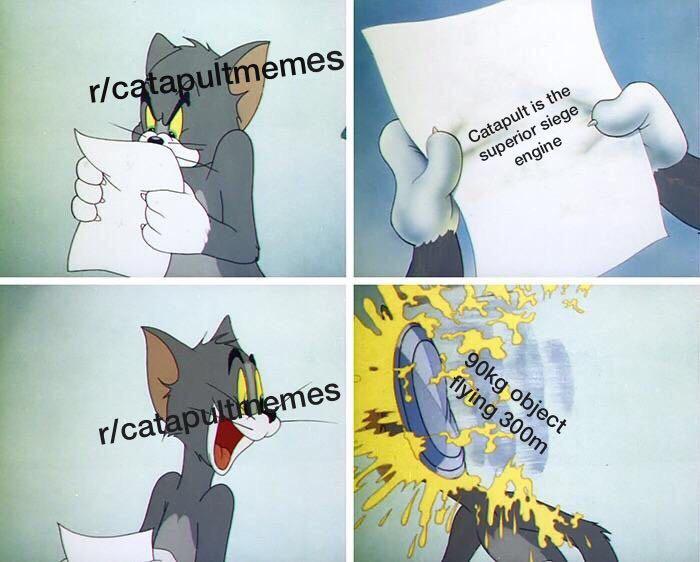 r/catapultmemes
Catapult is the
superior siege
engine
r/catapultmemes
90kg object
flying 300m